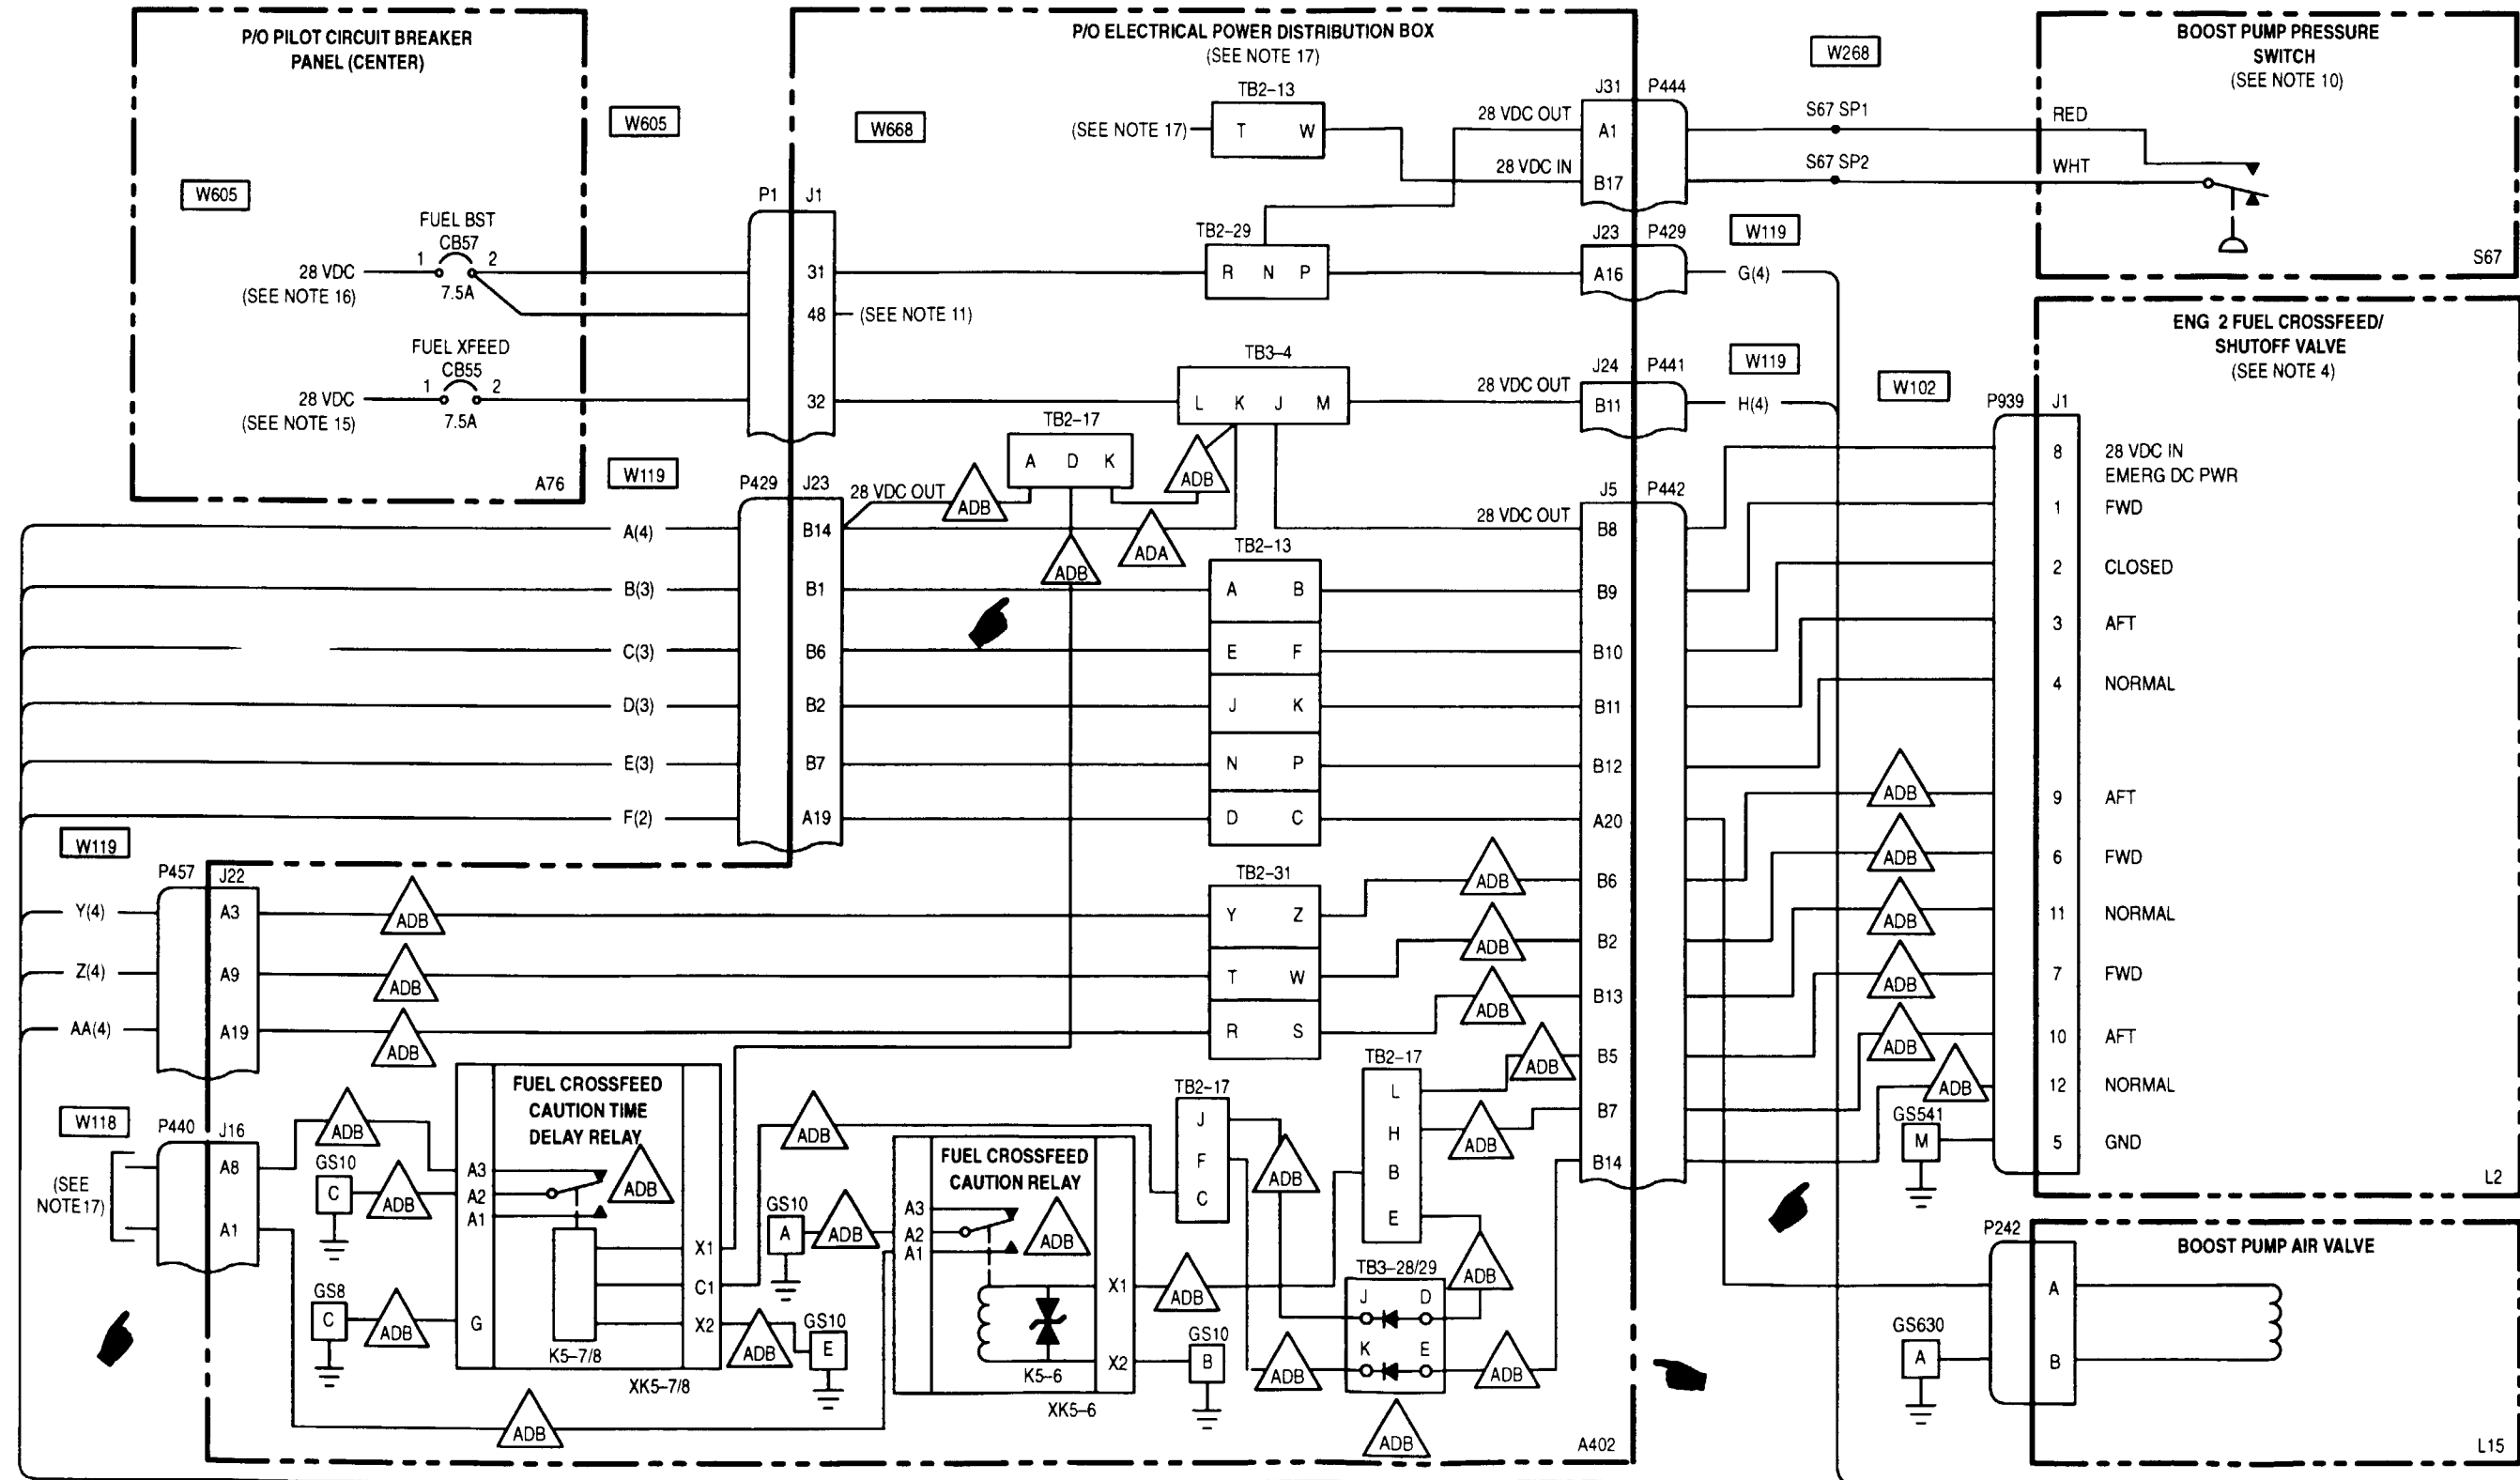 P/O PILOT CIRCUIT BREAKER
PANEL (CENTER)
W605
FUEL BST
CB57
1
2
28 VDC
(SEE NOTE 16)
7.5A
FUEL XFEED
CB55
1
2
28 VDC
(SEE NOTE 15)
7.5A
A76
W605
P/O ELECTRICAL POWER DISTRIBUTION BOX
(SEE NOTE 17)
W668
TB2-13
(SEE NOTE 17)
T W
28 VDC OUT
28 VDC IN
J31 P444
A1
B17
W268
S67 SP1
S67 SP2
BOOST PUMP PRESSURE
SWITCH
(SEE NOTE 10)
RED
WHT
S67
P1 J1
31
48 (SEE NOTE 11)
32
TB2-29
R N P
J23 P429
A16
W119
G(4)
TB3-4
L K J M
28 VDC OUT
J24 P441
B11
W119
H(4)
TB2-17
A D K
ADB
ADB
ADB
ADA
W119
P429 J23
28 VDC OUT
A(4) B14
B(3) B1
C(3) B6
D(3) B2
E(3) B7
F(2) A19
TB2-13
A B
E F
J K
N P
D C
28 VDC OUT
J5 P442
B8
B9
B10
B11
B12
A20
B6
B2
B13
B5
B7
B14
W102
ENG 2 FUEL CROSSFEED/
SHUTOFF VALVE
(SEE NOTE 4)
P939 J1
8 28 VDC IN
EMERG DC PWR
1 FWD
2 CLOSED
3 AFT
4 NORMAL
ADB 9 AFT
ADB 6 FWD
ADB 11 NORMAL
ADB 7 FWD
ADB 10 AFT
ADB 12 NORMAL
GS541
M
5 GND
L2
W119
P457 J22
Y(4) A3 ADB
Z(4) A9 ADB
AA(4) A19 ADB
TB2-31
Y Z ADB
T W ADB
R S ADB
W118
P440 J16
(SEE
NOTE17)
A8
A1
ADB
GS10
C
ADB
GS8
C
ADB
FUEL CROSSFEED
CAUTION TIME
DELAY RELAY
ADB
A3
A2
A1
G
X1
C1
X2
K5-7/8
XK5-7/8
ADB
ADB
GS10
E
ADB
GS10
A
ADB
FUEL CROSSFEED
CAUTION RELAY
ADB
A3
A2
A1
X1
X2
K5-6
XK5-6
ADB
GS10
B
TB2-17
J
F
C
ADB
ADB
TB2-17
L
H
B
E
ADB
ADB
ADB
TB3-28/29
J D
K E
ADB
ADB
A402
P242
BOOST PUMP AIR VALVE
A
B
GS630
A
L15